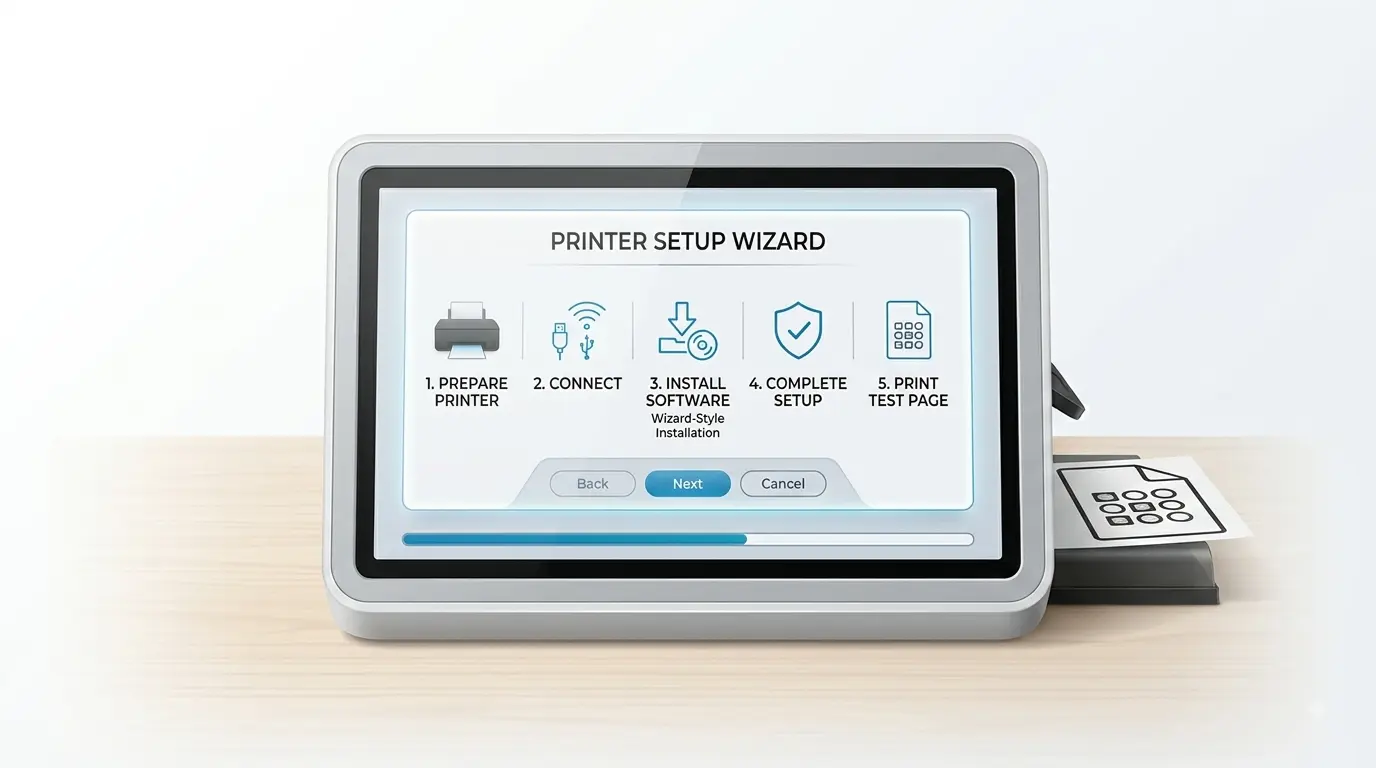 PRINTER SETUP WIZARD
1. PREPARE
PRINTER
2. CONNECT
3. INSTALL
SOFTWARE
Wizard-Style
Installation
4. COMPLETE
SETUP
5. PRINT
TEST PAGE
Back
Next
Cancel